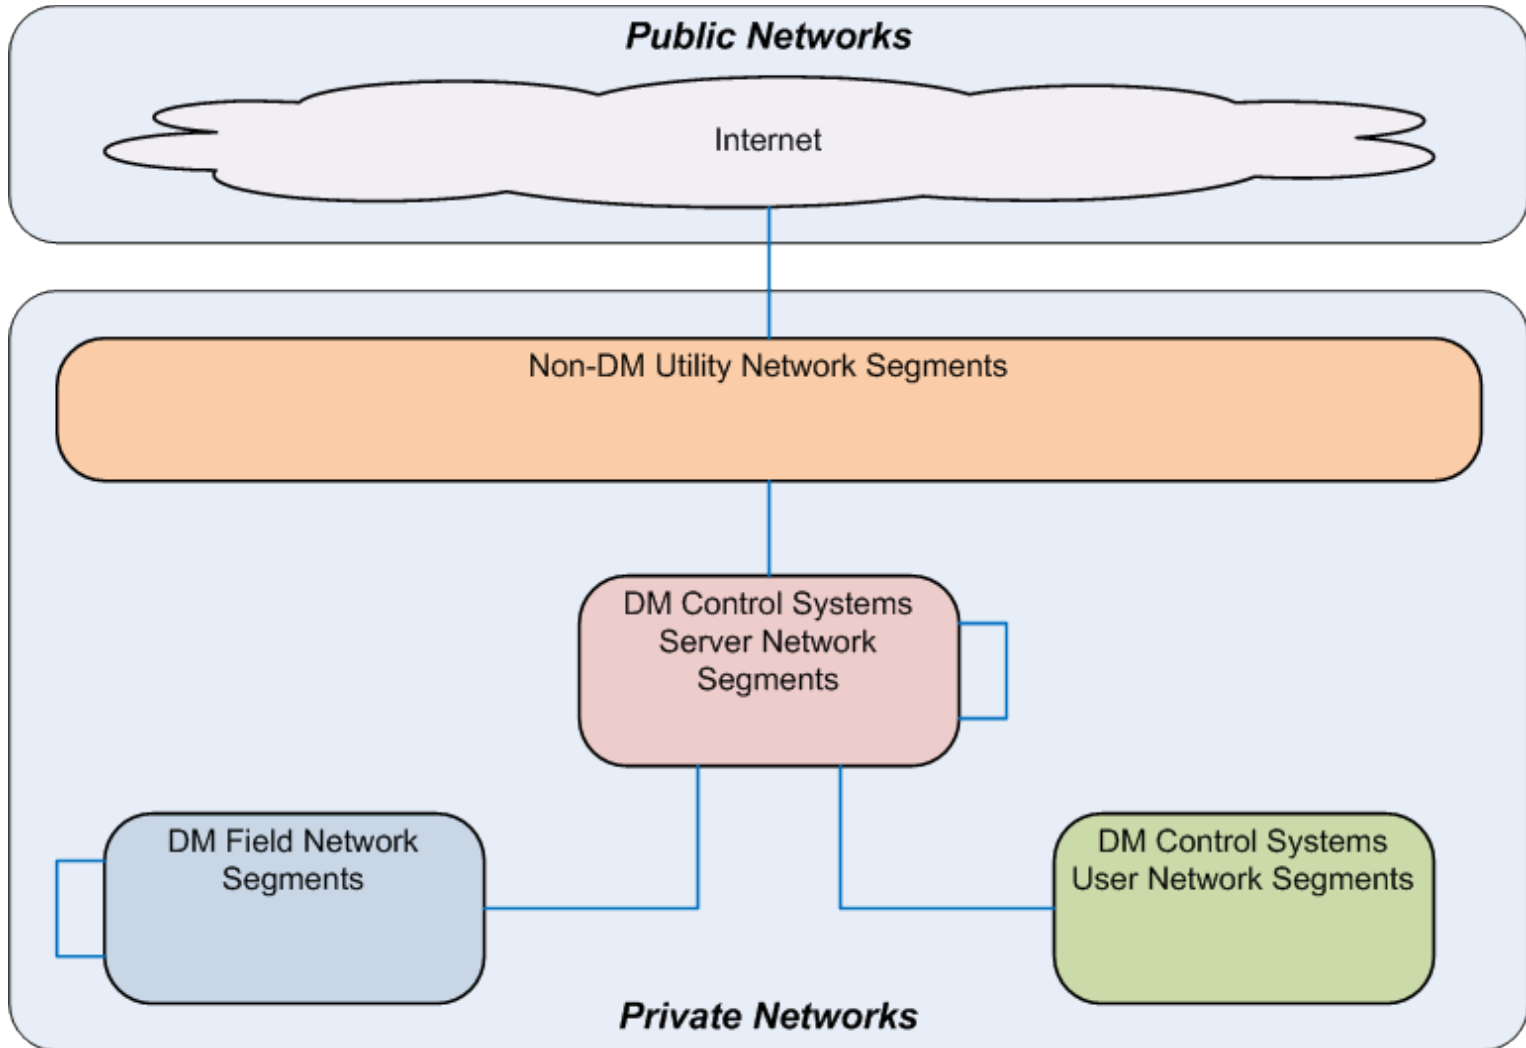 Public Networks
Internet
Non-DM Utility Network Segments
DM Control Systems
Server Network
Segments
DM Field Network
Segments
DM Control Systems
User Network Segments
Private Networks